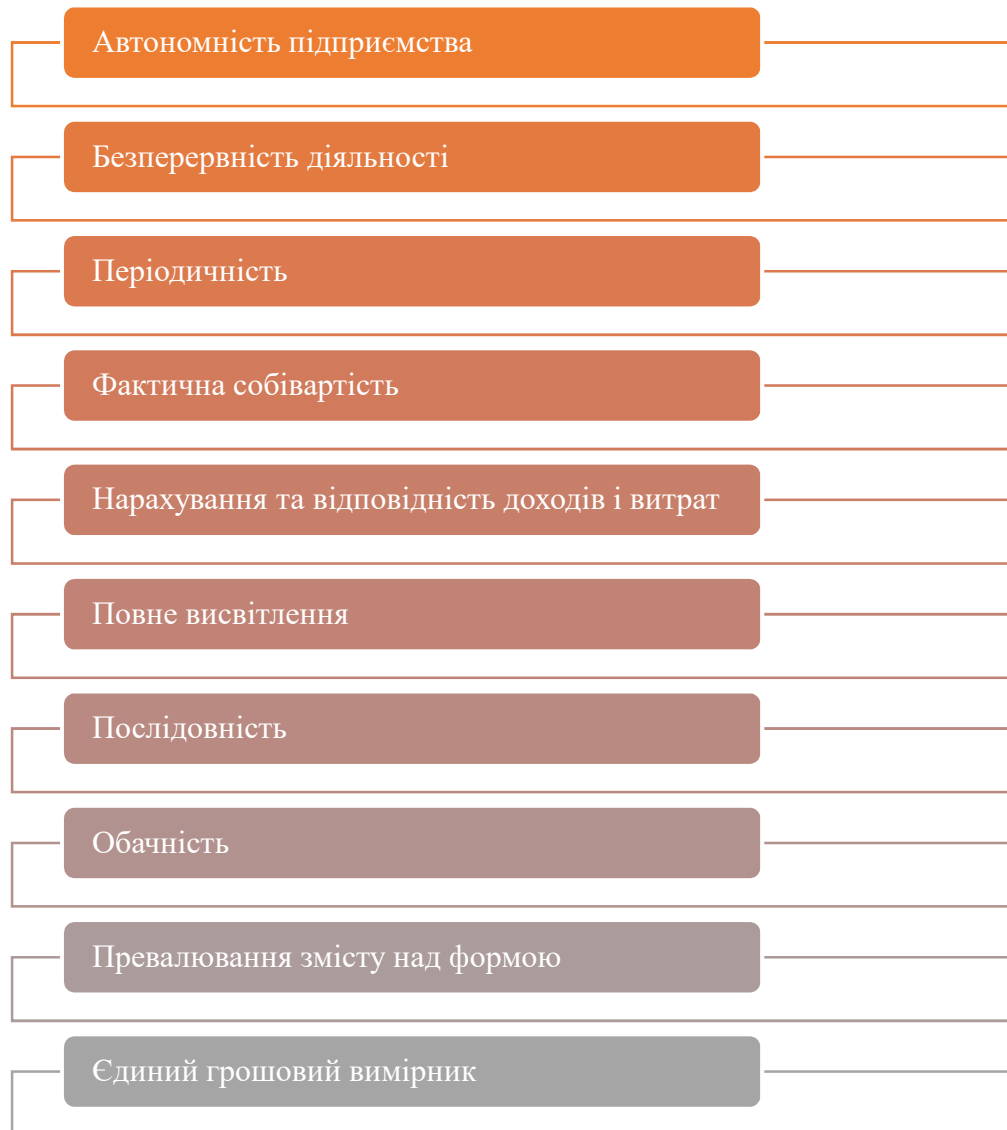 Автономність підприємства
Безперервність діяльності
Періодичність
Фактична собівартість
Нарахування та відповідність доходів і витрат
Повне висвітлення
Послідовність
Обачність
Превалювання змісту над формою
Єдиний грошовий вимірник